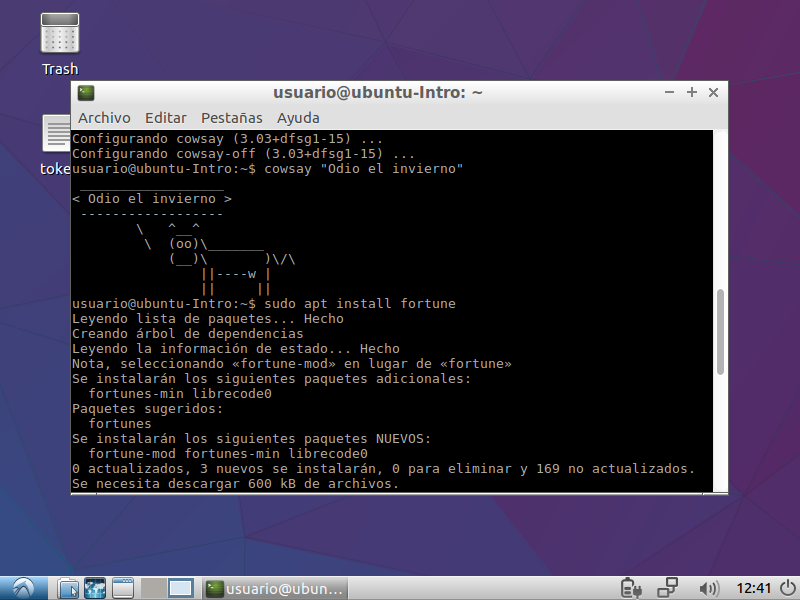 Trash
usuario@ubuntu-Intro: ~
Archivo Editar Pestañas Ayuda
toke
Configurando cowsay (3.03+dfsg1-15) ...
Configurando cowsay-off (3.03+dfsg1-15) ...
usuario@ubuntu-Intro:~$ cowsay "Odio el invierno"
 __________________
< Odio el invierno >
 ------------------
        \   ^__^
         \  (oo)\_______
            (__)\       )\/\
                ||----w |
                ||     ||
usuario@ubuntu-Intro:~$ sudo apt install fortune
Leyendo lista de paquetes... Hecho
Creando árbol de dependencias
Leyendo la información de estado... Hecho
Nota, seleccionando «fortune-mod» en lugar de «fortune»
Se instalarán los siguientes paquetes adicionales:
  fortunes-min librecode0
Paquetes sugeridos:
  fortunes
Se instalarán los siguientes paquetes NUEVOS:
  fortune-mod fortunes-min librecode0
0 actualizados, 3 nuevos se instalarán, 0 para eliminar y 169 no actualizados.
Se necesita descargar 600 kB de archivos.
usuario@ubun...
12:41